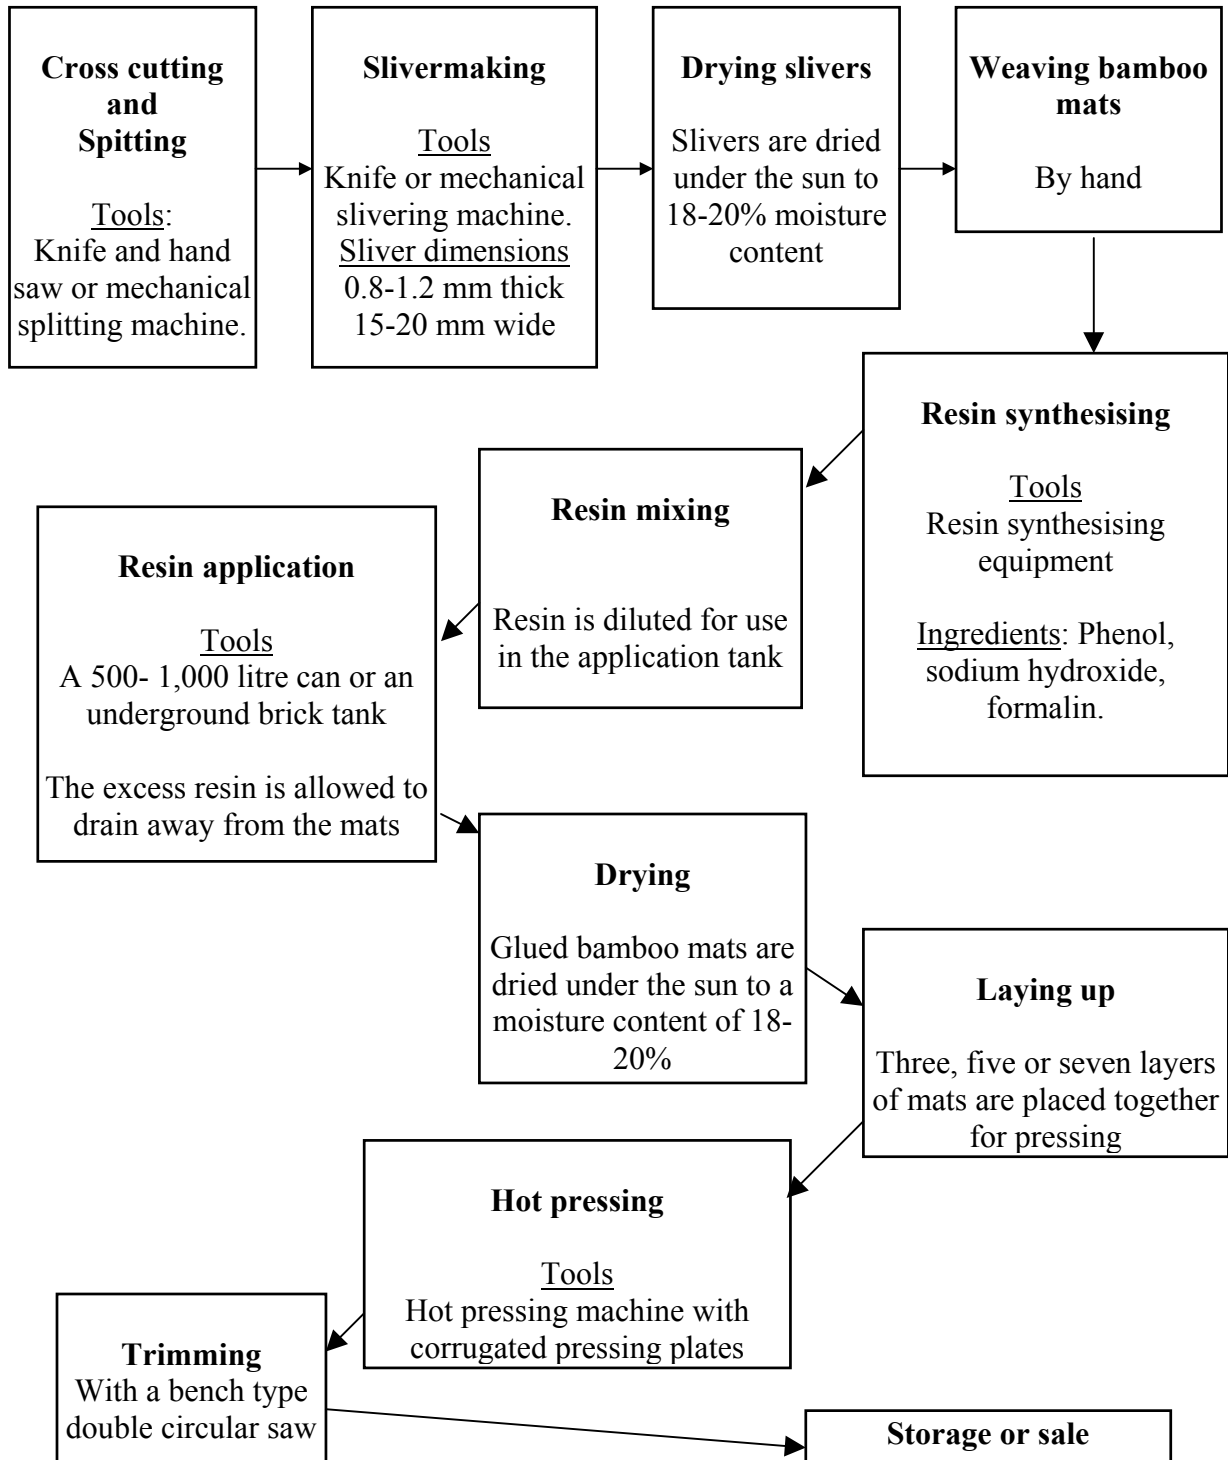 Cross cutting
and
Spitting
Tools:
Knife and hand
saw or mechanical
splitting machine.
Slivermaking
Tools
Knife or mechanical
slivering machine.
Sliver dimensions
0.8-1.2 mm thick
15-20 mm wide
Drying slivers
Slivers are dried
under the sun to
18-20% moisture
content
Weaving bamboo
mats
By hand
Resin synthesising
Tools
Resin synthesising
equipment
Ingredients: Phenol,
sodium hydroxide,
formalin.
Resin mixing
Resin is diluted for use
in the application tank
Resin application
Tools
A 500- 1,000 litre can or an
underground brick tank
The excess resin is allowed to
drain away from the mats
Drying
Glued bamboo mats are
dried under the sun to a
moisture content of 18-
20%
Laying up
Three, five or seven layers
of mats are placed together
for pressing
Hot pressing
Tools
Hot pressing machine with
corrugated pressing plates
Trimming
With a bench type
double circular saw
Storage or sale